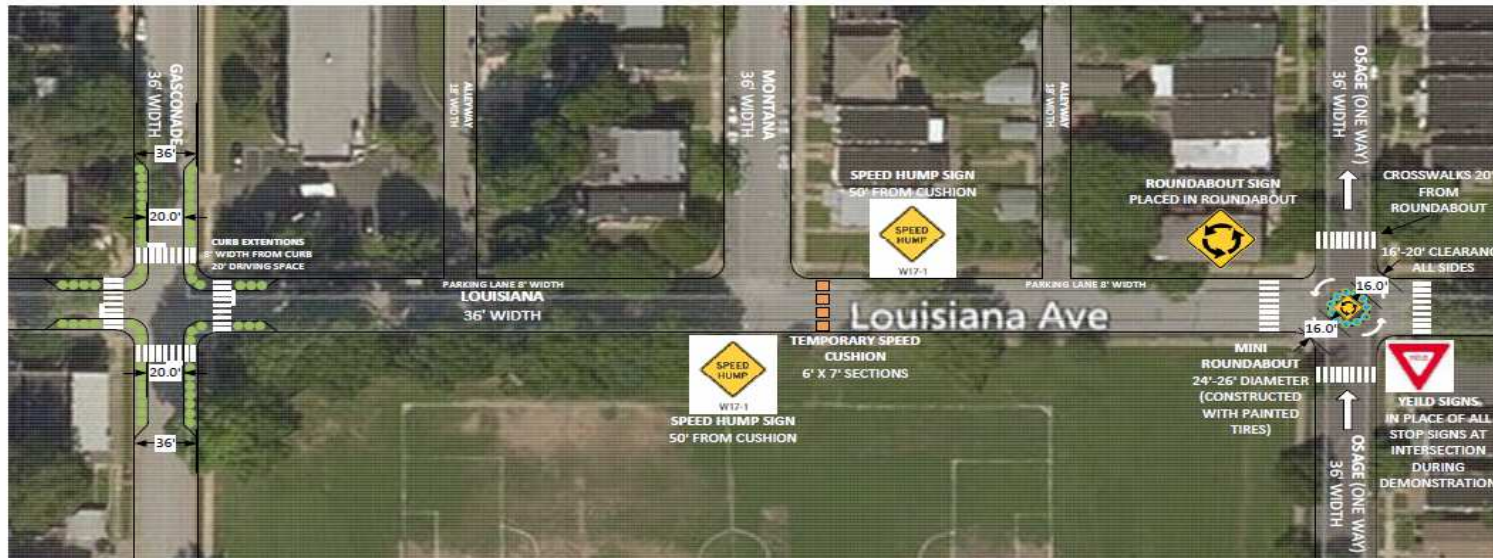 GASCONADE
36' WIDTH
36'
20.0'
CURB EXTENTIONS
8' WIDTH FROM CURB
20' DRIVING SPACE
20.0'
36'
ALLEYWAY
18' WIDTH
LOUISIANA
36' WIDTH
PARKING LANE 8' WIDTH
MONTANA
36' WIDTH
SPEED HUMP SIGN
50' FROM CUSHION
SPEED
HUMP
W17-1
SPEED
HUMP
W17-1
SPEED HUMP SIGN
50' FROM CUSHION
TEMPORARY SPEED
CUSHION
6' X 7' SECTIONS
Louisiana Ave
PARKING LANE 8' WIDTH
ALLEYWAY
18' WIDTH
ROUNDABOUT SIGN
PLACED IN ROUNDABOUT
OSAGE (ONE WAY)
36' WIDTH
CROSSWALKS 20'
FROM
ROUNDABOUT
16'-20' CLEARANC
ALL SIDES
16.0'
16.0'
MINI
ROUNDABOUT
24'-26' DIAMETER
(CONSTRUCTED
WITH PAINTED
TIRES)
YIELD
YEILD SIGNS
IN PLACE OF ALL
STOP SIGNS AT
INTERSECTION
DURING
DEMONSTRATION
OSAGE (ONE WAY)
36' WIDTH